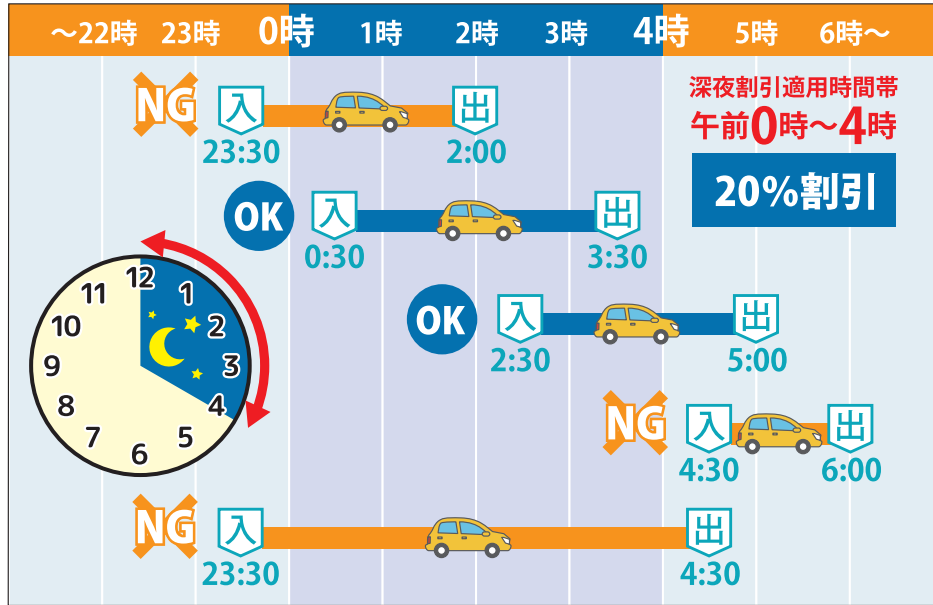 ～22時 23時 0時 1時 2時 3時 4時 5時 6時～
深夜割引適用時間帯
午前0時～4時
20%割引
NG 入 出
23:30 2:00
OK 入 出
0:30 3:30
OK 入 出
2:30 5:00
NG 入 出
4:30 6:00
NG 入 出
23:30 4:30
12
11 1
10 2
9 3
8 4
7 5
6